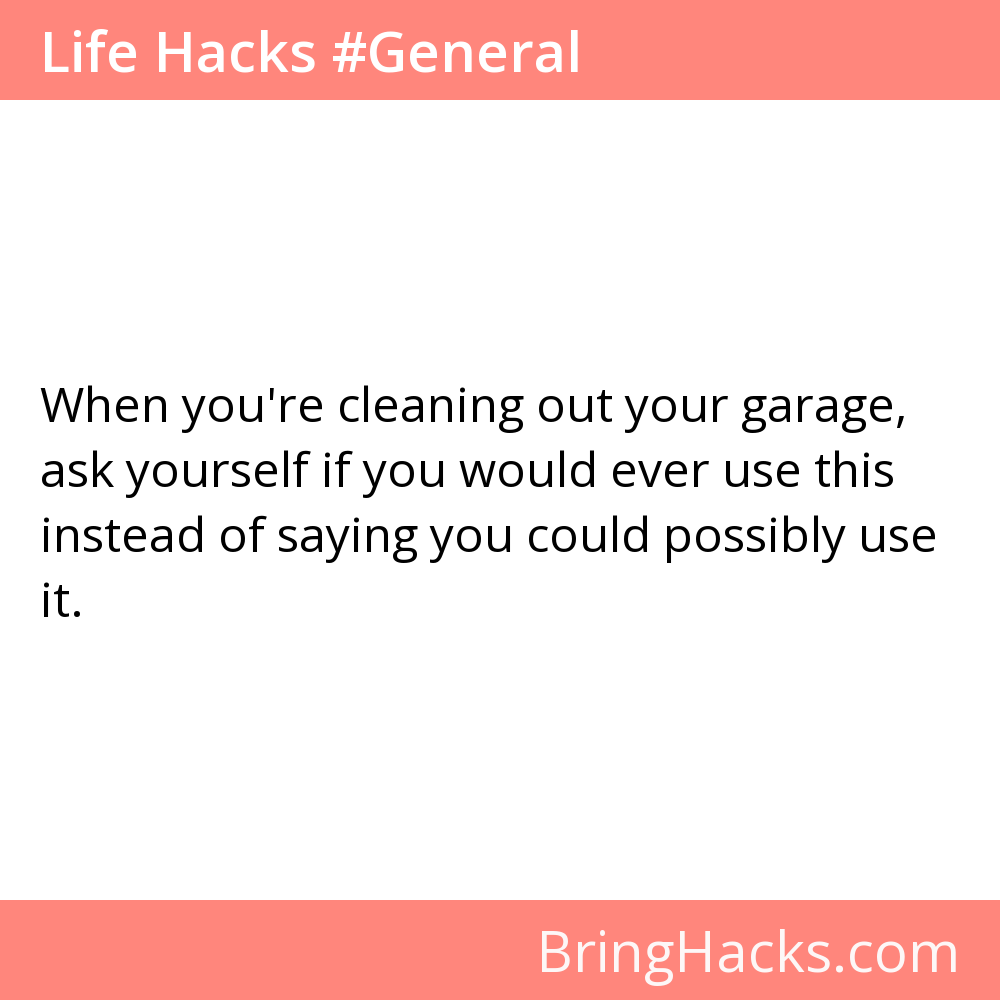 Life Hacks #General
When you're cleaning out your garage,
ask yourself if you would ever use this
instead of saying you could possibly use
it.
BringHacks.com